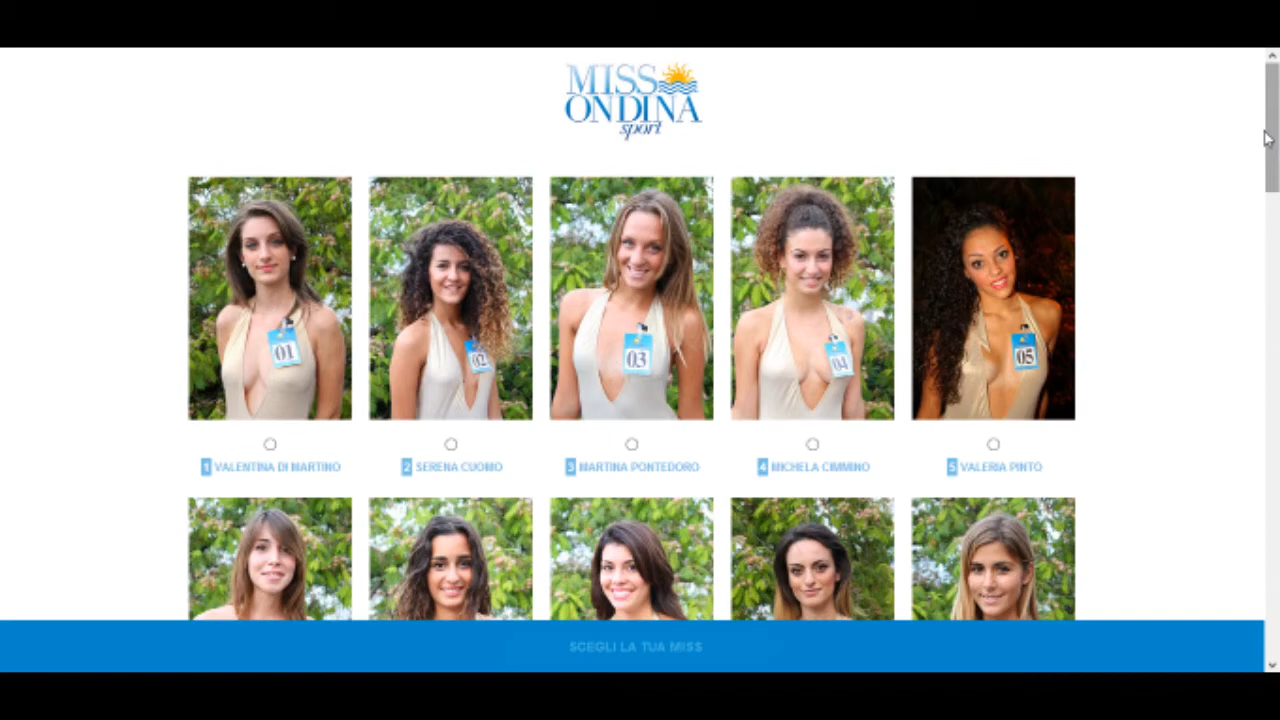 MISS
ONDINA
sport
01
02
03
04
05
1 VALENTINA DI MARTINO
2 SERENA CUOMO
3 MARTINA PONTEDORO
4 MICHELA CIMMINO
5 VALERIA PINTO
SCEGLI LA TUA MISS